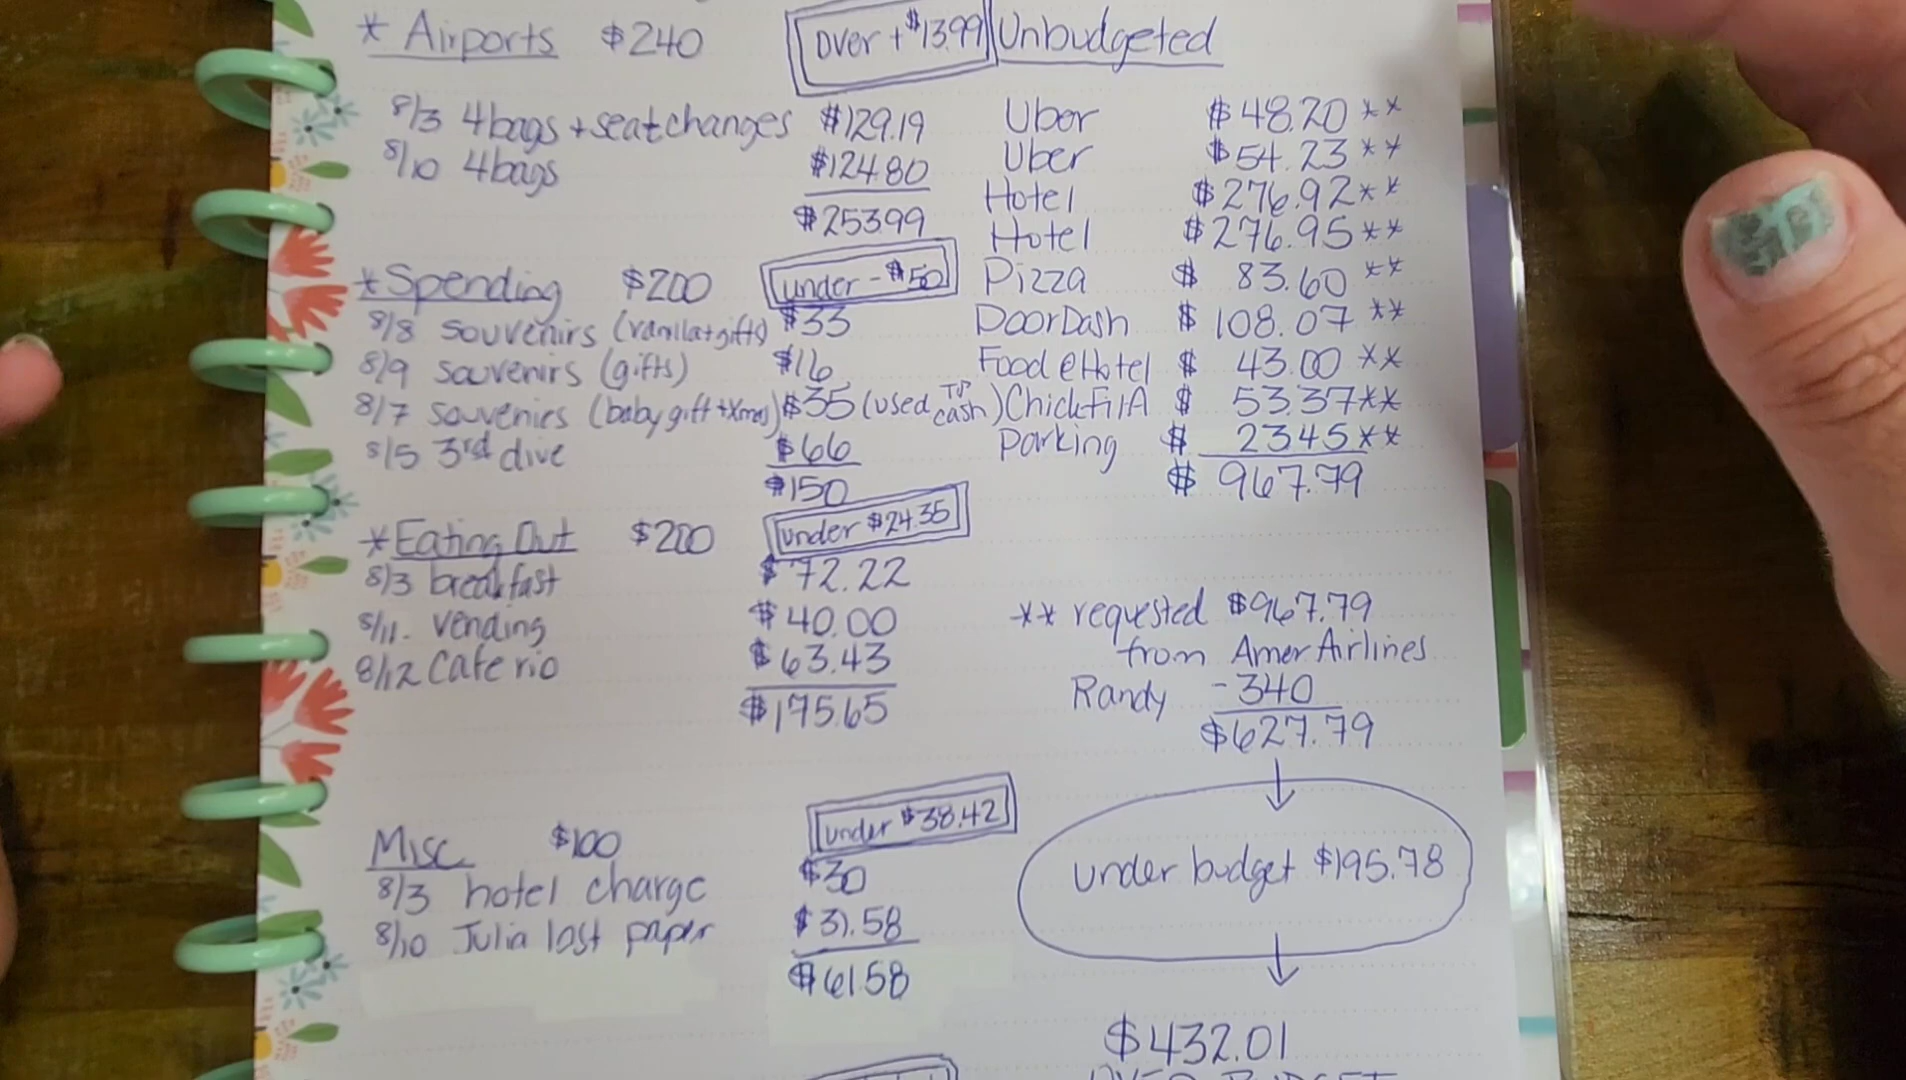 * Airports $240 over + $13.99
8/3 4bags + seat changes $129.19
8/10 4bags $124.80
$253.99
* Spending $200 under - $50
8/8 souvenirs (vanilla + gifts) $33
8/9 souvenirs (gifts) $16
8/7 souvenies (baby gift + Xmas) $35 (used TP cash)
8/5 3rd dive $66
$150
* Eating Out $200 under $24.35
8/3 breakfast $72.22
8/11. vending $40.00
8/12 Cafe rio $63.43
$175.65
Misc $100 under $38.42
8/3 hotel charge $30
8/10 Julia lost paper $31.58
$61.58
Unbudgeted
Uber $48.20 **
Uber $54.23 **
Hotel $276.92 **
Hotel $276.95 **
Pizza $ 83.60 **
DoorDash $ 108.07 **
Food @ Hotel $ 43.00 **
ChickFilA $ 53.37 **
Parking $ 23.45 **
$ 967.79
** requested $967.79
from Amer Airlines
Randy - 340
$627.79
under budget $195.78
$432.01